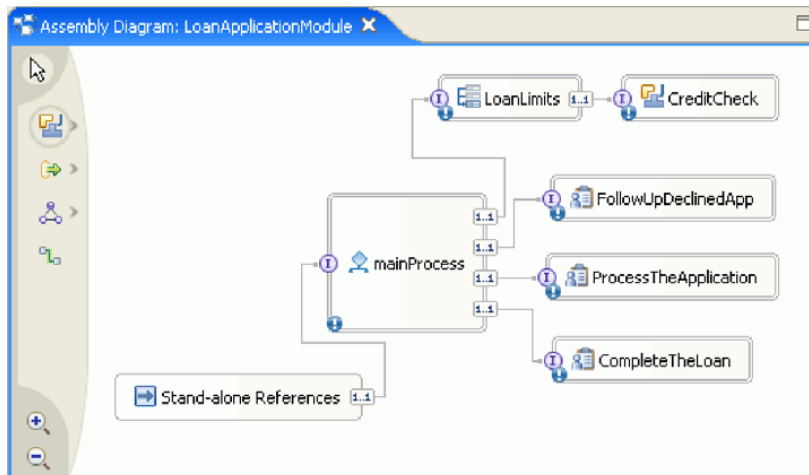 Assembly Diagram: LoanApplicationModule
I LoanLimits 1..1 I CreditCheck
1..1 I FollowUpDeclinedApp
1..1
I mainProcess
1..1 I ProcessTheApplication
1..1
I CompleteTheLoan
Stand-alone References 1..1